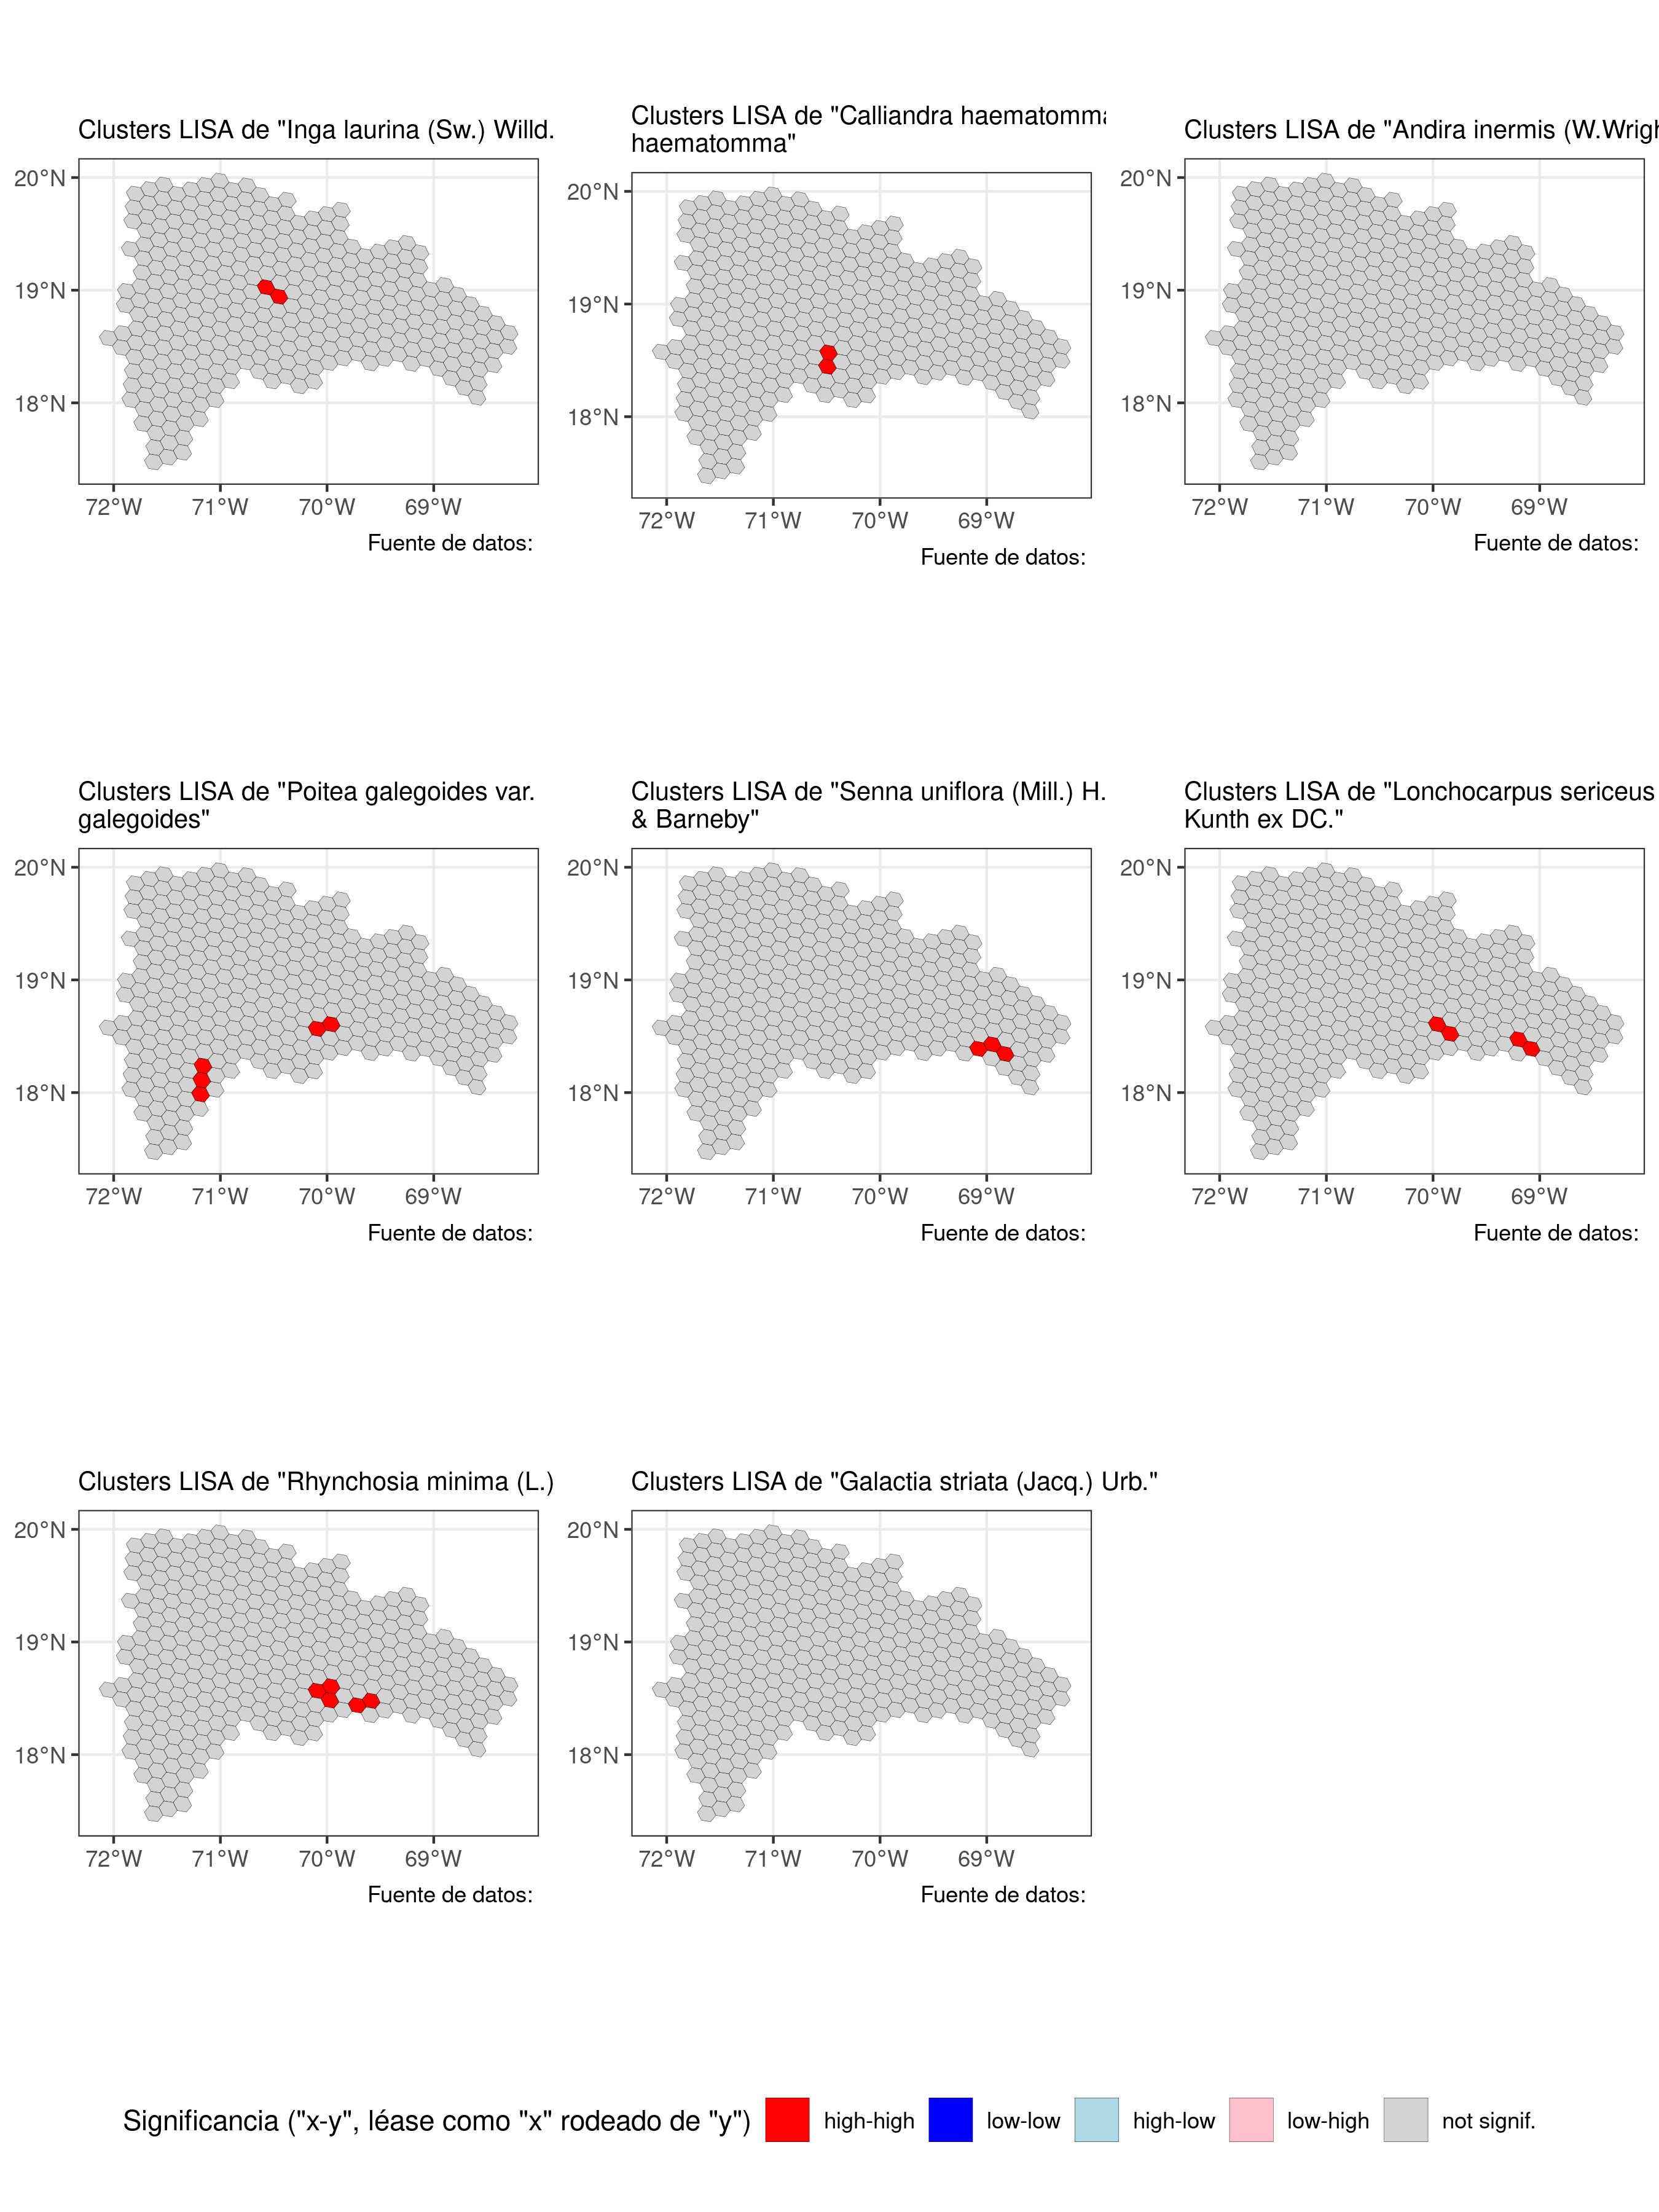 Clusters LISA de "Inga laurina (Sw.) Willd.
20°N
19°N
18°N
72°W 71°W 70°W 69°W
Fuente de datos:
Clusters LISA de "Calliandra haematomma
haematomma"
20°N
19°N
18°N
72°W 71°W 70°W 69°W
Fuente de datos:
Clusters LISA de "Andira inermis (W.Wrigh
20°N
19°N
18°N
72°W 71°W 70°W 69°W
Fuente de datos:
Clusters LISA de "Poitea galegoides var.
galegoides"
20°N
19°N
18°N
72°W 71°W 70°W 69°W
Fuente de datos:
Clusters LISA de "Senna uniflora (Mill.) H.
& Barneby"
20°N
19°N
18°N
72°W 71°W 70°W 69°W
Fuente de datos:
Clusters LISA de "Lonchocarpus sericeus
Kunth ex DC."
20°N
19°N
18°N
72°W 71°W 70°W 69°W
Fuente de datos:
Clusters LISA de "Rhynchosia minima (L.)
20°N
19°N
18°N
72°W 71°W 70°W 69°W
Fuente de datos:
Clusters LISA de "Galactia striata (Jacq.) Urb."
20°N
19°N
18°N
72°W 71°W 70°W 69°W
Fuente de datos:
Significancia ("x-y", léase como "x" rodeado de "y") high-high low-low high-low low-high not signif.